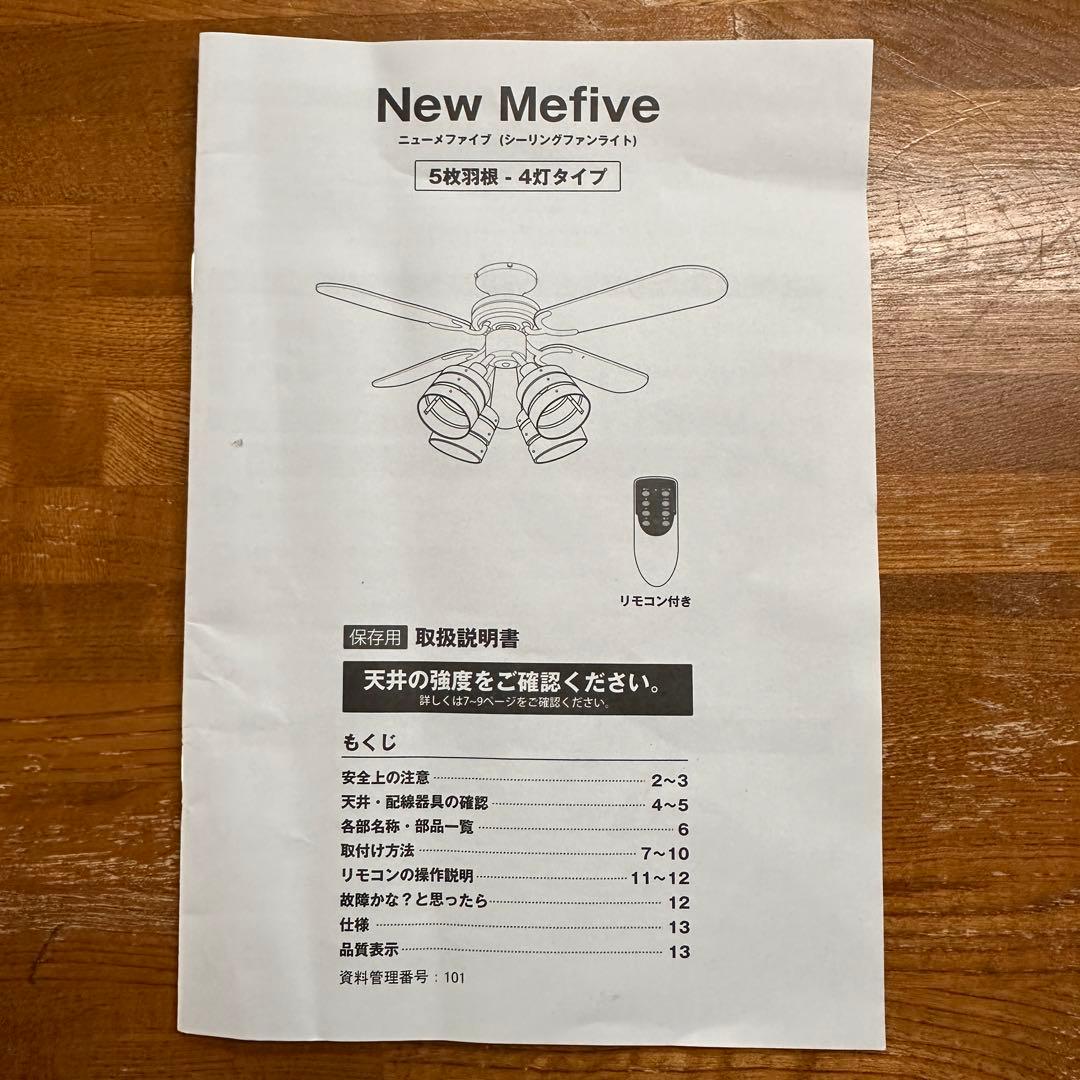 New Mefive
ニューメファイブ (シーリングファンライト)
5枚羽根 - 4灯タイプ
リモコン付き
保存用 取扱説明書
天井の強度をご確認ください。
詳しくは7~9ページをご確認ください。
もくじ
安全上の注意 2〜3
天井・配線器具の確認 4〜5
各部名称・部品一覧 6
取付け方法 7〜10
リモコンの操作説明 11〜12
故障かな？と思ったら 12
仕様 13
品質表示 13
資料管理番号：101